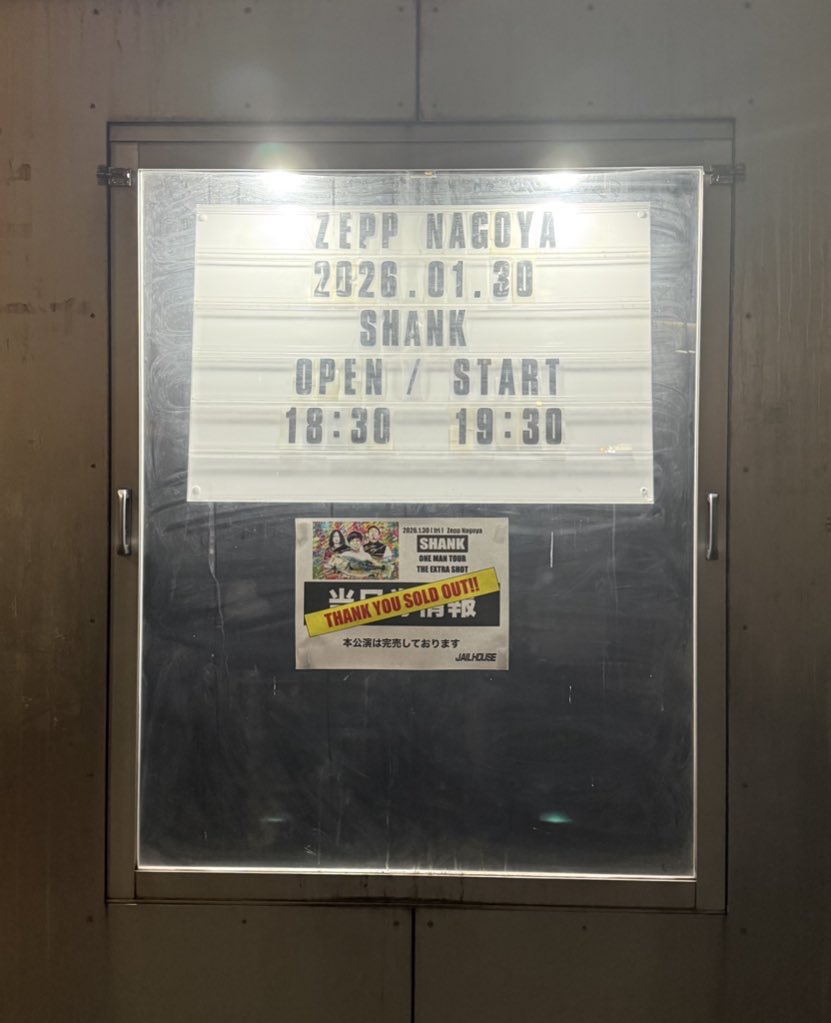 ZEPP NAGOYA
2026.01.30
SHANK
OPEN / START
18:30 19:30
2026.1.30 [fri] Zepp Nagoya
SHANK
ONE MAN TOUR
THE EXTRA SHOT
THANK YOU SOLD OUT!!
情報
本公演は完売しております
JAILHOUSE